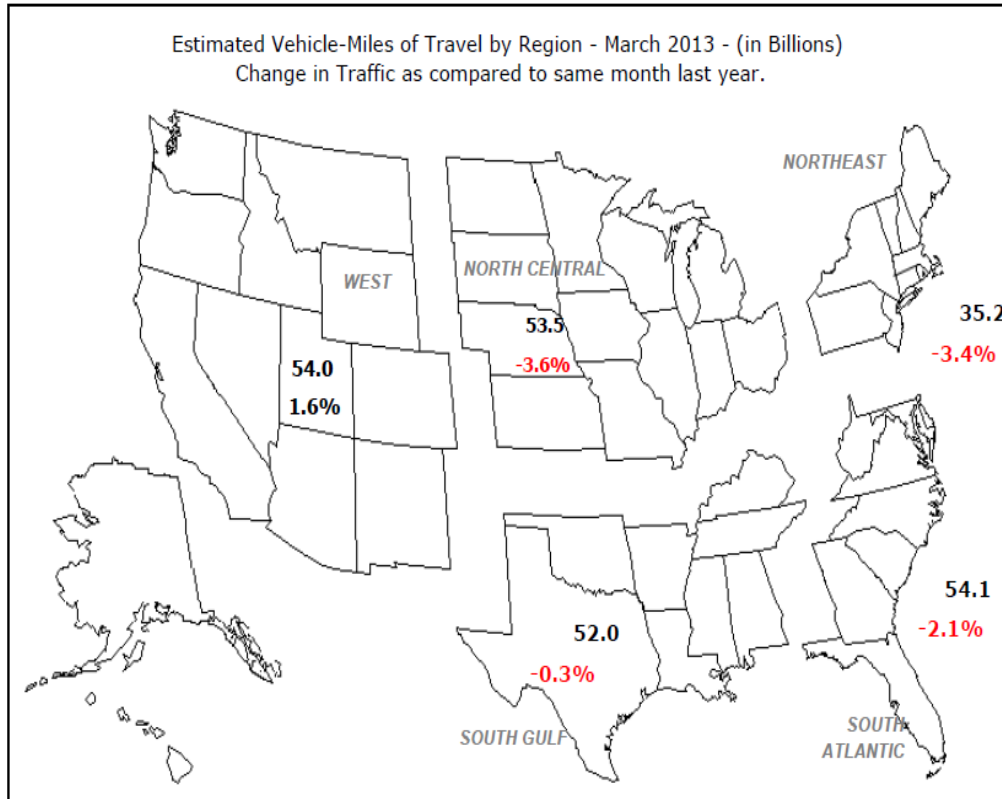 Estimated Vehicle-Miles of Travel by Region - March 2013 - (in Billions)
Change in Traffic as compared to same month last year.
NORTHEAST
WEST
NORTH CENTRAL
35.2
-3.4%
53.5
-3.6%
54.0
1.6%
54.1
-2.1%
52.0
-0.3%
SOUTH GULF
SOUTH
ATLANTIC